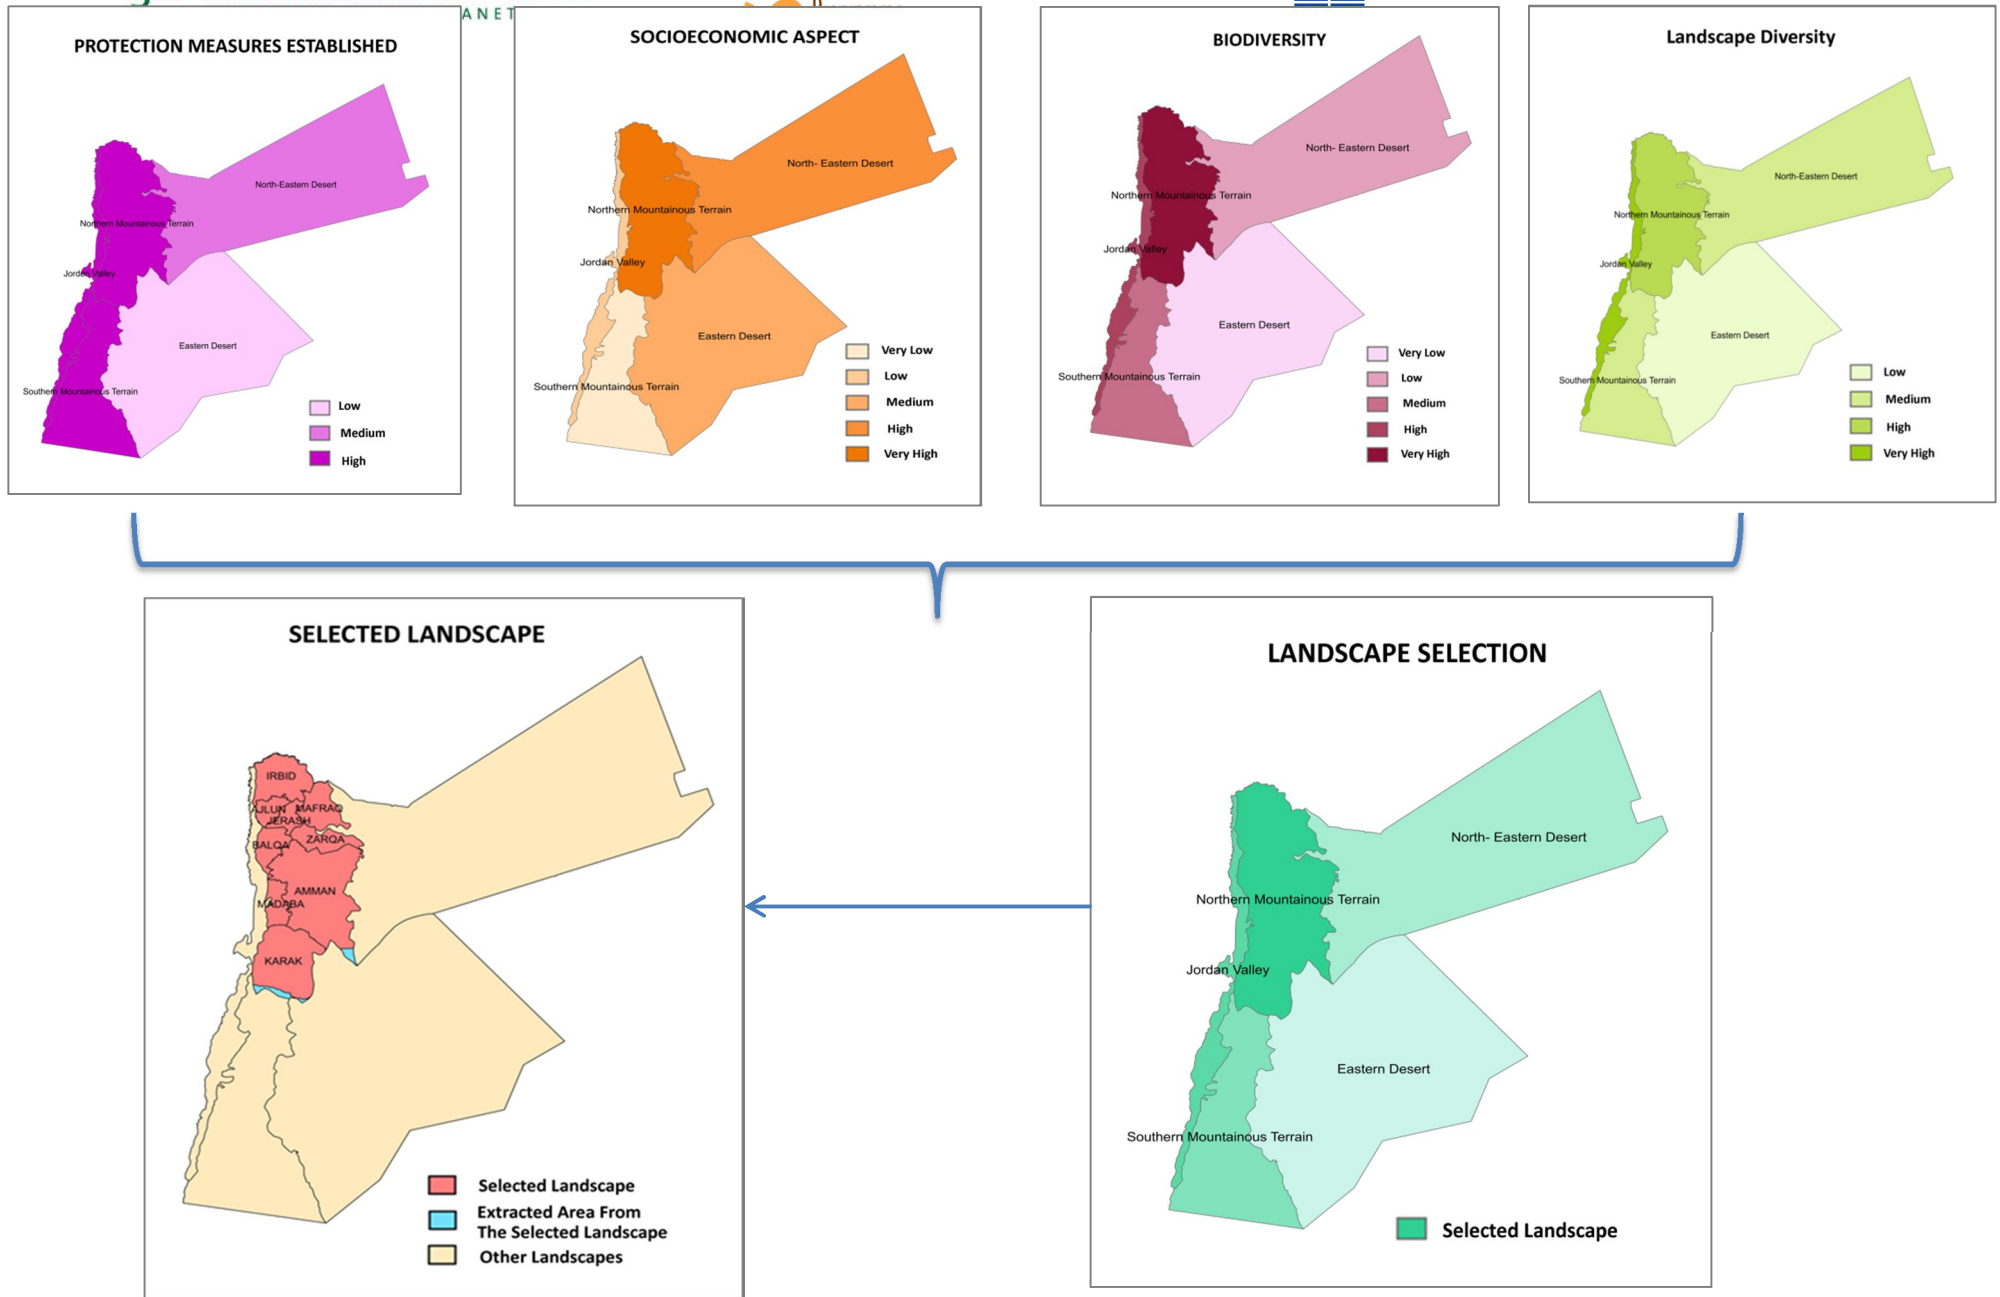 ANET
PROTECTION MEASURES ESTABLISHED
North-Eastern Desert
Northern Mountainous Terrain
Jordan Valley
Eastern Desert
Southern Mountainous Terrain
Low
Medium
High
SOCIOECONOMIC ASPECT
North- Eastern Desert
Northern Mountainous Terrain
Jordan Valley
Eastern Desert
Southern Mountainous Terrain
Very Low
Low
Medium
High
Very High
BIODIVERSITY
North- Eastern Desert
Northern Mountainous Terrain
Jordan Valley
Eastern Desert
Southern Mountainous Terrain
Very Low
Low
Medium
High
Very High
Landscape Diversity
North-Eastern Desert
Northern Mountainous Terrain
Jordan Valley
Eastern Desert
Southern Mountainous Terrain
Low
Medium
High
Very High
SELECTED LANDSCAPE
IRBID
AJLUN MAFRAQ
JERASH
ZARQA
BALQA
AMMAN
MADABA
KARAK
Selected Landscape
Extracted Area From
The Selected Landscape
Other Landscapes
LANDSCAPE SELECTION
North- Eastern Desert
Northern Mountainous Terrain
Jordan Valley
Eastern Desert
Southern Mountainous Terrain
Selected Landscape